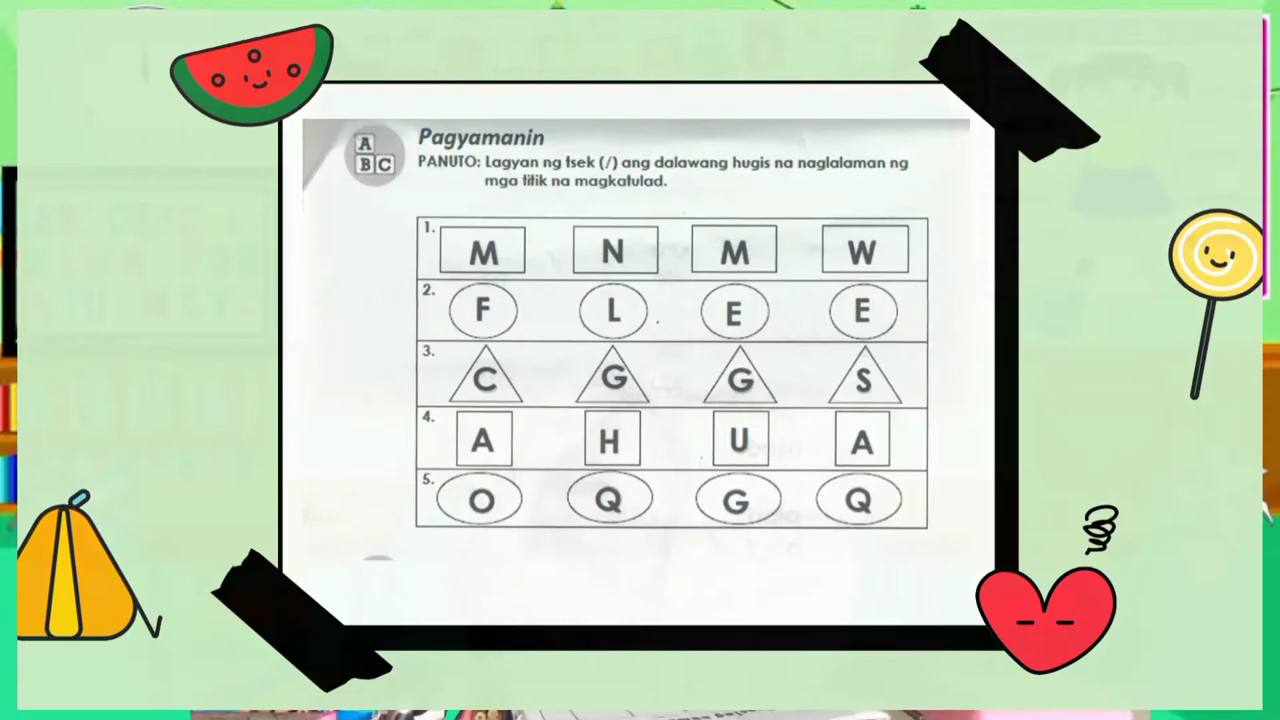 A
B C
Pagyamanin
PANUTO: Lagyan ng tsek (/) ang dalawang hugis na naglalaman ng
mga titik na magkatulad.
1. M N M W
2. F L E E
3. C G G S
4. A H U A
5. O Q G Q